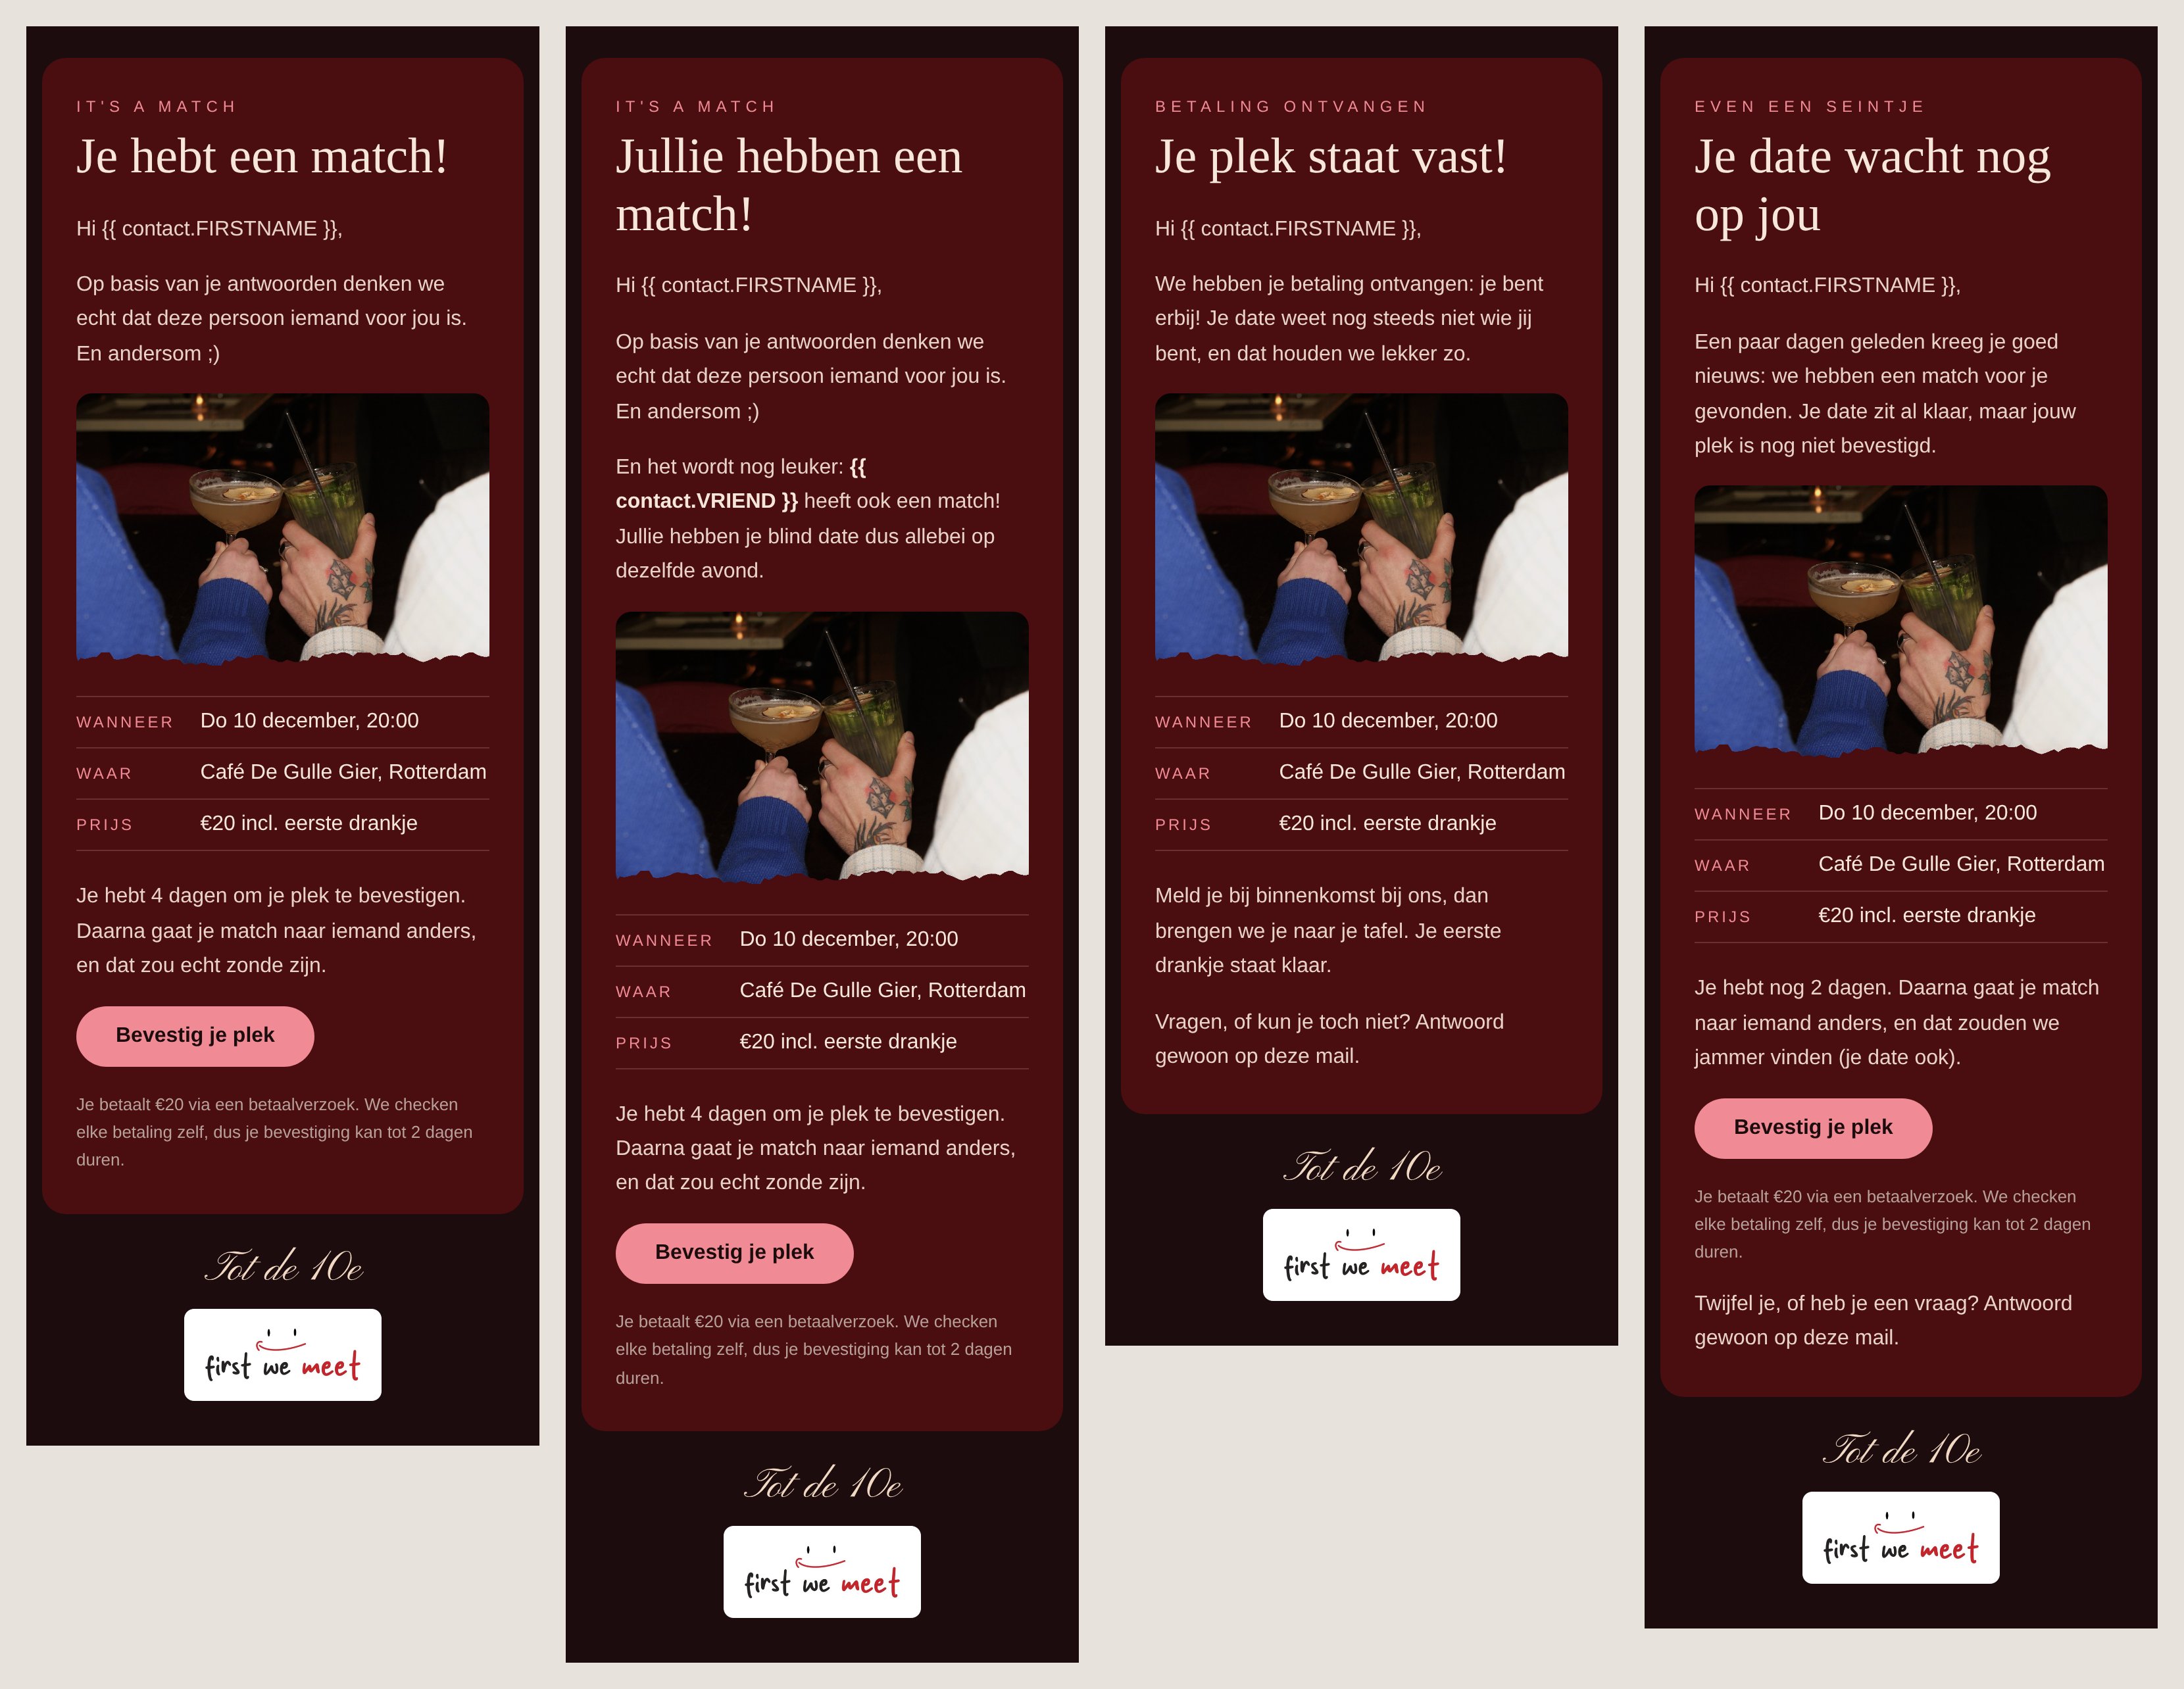 IT'S A MATCH
Je hebt een match!
Hi {{ contact.FIRSTNAME }},
Op basis van je antwoorden denken we
echt dat deze persoon iemand voor jou is.
En andersom ;)
WANNEER Do 10 december, 20:00
WAAR Café De Gulle Gier, Rotterdam
PRIJS €20 incl. eerste drankje
Je hebt 4 dagen om je plek te bevestigen.
Daarna gaat je match naar iemand anders,
en dat zou echt zonde zijn.
Bevestig je plek
Je betaalt €20 via een betaalverzoek. We checken
elke betaling zelf, dus je bevestiging kan tot 2 dagen
duren.
Tot de 10e
first we meet
IT'S A MATCH
Jullie hebben een
match!
Hi {{ contact.FIRSTNAME }},
Op basis van je antwoorden denken we
echt dat deze persoon iemand voor jou is.
En andersom ;)
En het wordt nog leuker: {{
contact.VRIEND }} heeft ook een match!
Jullie hebben je blind date dus allebei op
dezelfde avond.
WANNEER Do 10 december, 20:00
WAAR Café De Gulle Gier, Rotterdam
PRIJS €20 incl. eerste drankje
Je hebt 4 dagen om je plek te bevestigen.
Daarna gaat je match naar iemand anders,
en dat zou echt zonde zijn.
Bevestig je plek
Je betaalt €20 via een betaalverzoek. We checken
elke betaling zelf, dus je bevestiging kan tot 2 dagen
duren.
Tot de 10e
first we meet
BETALING ONTVANGEN
Je plek staat vast!
Hi {{ contact.FIRSTNAME }},
We hebben je betaling ontvangen: je bent
erbij! Je date weet nog steeds niet wie jij
bent, en dat houden we lekker zo.
WANNEER Do 10 december, 20:00
WAAR Café De Gulle Gier, Rotterdam
PRIJS €20 incl. eerste drankje
Meld je bij binnenkomst bij ons, dan
brengen we je naar je tafel. Je eerste
drankje staat klaar.
Vragen, of kun je toch niet? Antwoord
gewoon op deze mail.
Tot de 10e
first we meet
EVEN EEN SEINTJE
Je date wacht nog
op jou
Hi {{ contact.FIRSTNAME }},
Een paar dagen geleden kreeg je goed
nieuws: we hebben een match voor je
gevonden. Je date zit al klaar, maar jouw
plek is nog niet bevestigd.
WANNEER Do 10 december, 20:00
WAAR Café De Gulle Gier, Rotterdam
PRIJS €20 incl. eerste drankje
Je hebt nog 2 dagen. Daarna gaat je match
naar iemand anders, en dat zouden we
jammer vinden (je date ook).
Bevestig je plek
Je betaalt €20 via een betaalverzoek. We checken
elke betaling zelf, dus je bevestiging kan tot 2 dagen
duren.
Twijfel je, of heb je een vraag? Antwoord
gewoon op deze mail.
Tot de 10e
first we meet